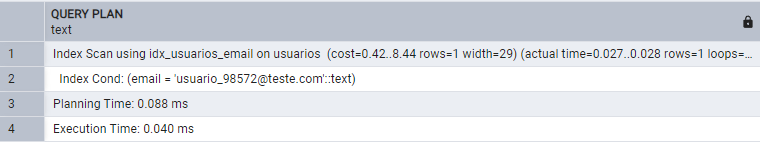 QUERY PLAN
text
1 Index Scan using idx_usuarios_email on usuarios (cost=0.42..8.44 rows=1 width=29) (actual time=0.027..0.028 rows=1 loops=...
2 Index Cond: (email = 'usuario_98572@teste.com'::text)
3 Planning Time: 0.088 ms
4 Execution Time: 0.040 ms